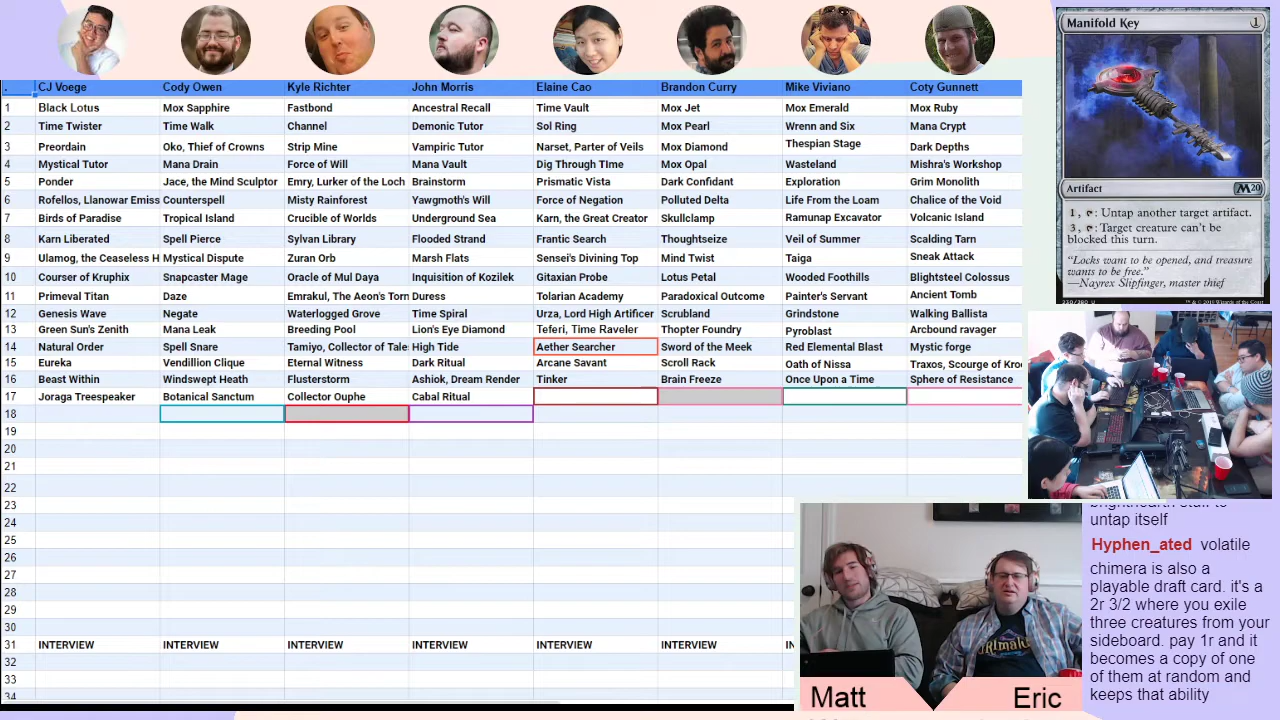 . CJ Voege Cody Owen Kyle Richter John Morris Elaine Cao Brandon Curry Mike Viviano Coty Gunnett
1 Black Lotus Mox Sapphire Fastbond Ancestral Recall Time Vault Mox Jet Mox Emerald Mox Ruby
2 Time Twister Time Walk Channel Demonic Tutor Sol Ring Mox Pearl Wrenn and Six Mana Crypt
3 Preordain Oko, Thief of Crowns Strip Mine Vampiric Tutor Narset, Parter of Veils Mox Diamond Thespian Stage Dark Depths
4 Mystical Tutor Mana Drain Force of Will Mana Vault Dig Through TIme Mox Opal Wasteland Mishra's Workshop
5 Ponder Jace, the Mind Sculptor Emry, Lurker of the Loch Brainstorm Prismatic Vista Dark Confidant Exploration Grim Monolith
6 Rofellos, Llanowar Emiss Counterspell Misty Rainforest Yawgmoth's Will Force of Negation Polluted Delta Life From the Loam Chalice of the Void
7 Birds of Paradise Tropical Island Crucible of Worlds Underground Sea Karn, the Great Creator Skullclamp Ramunap Excavator Volcanic Island
8 Karn Liberated Spell Pierce Sylvan Library Flooded Strand Frantic Search Thoughtseize Veil of Summer Scalding Tarn
9 Ulamog, the Ceaseless H Mystical Dispute Zuran Orb Marsh Flats Sensei's Divining Top Mind Twist Taiga Sneak Attack
10 Courser of Kruphix Snapcaster Mage Oracle of Mul Daya Inquisition of Kozilek Gitaxian Probe Lotus Petal Wooded Foothills Blightsteel Colossus
11 Primeval Titan Daze Emrakul, The Aeon's Torn Duress Tolarian Academy Paradoxical Outcome Painter's Servant Ancient Tomb
12 Genesis Wave Negate Waterlogged Grove Time Spiral Urza, Lord High Artificer Scrubland Grindstone Walking Ballista
13 Green Sun's Zenith Mana Leak Breeding Pool Lion's Eye Diamond Teferi, Time Raveler Thopter Foundry Pyroblast Arcbound ravager
14 Natural Order Spell Snare Tamiyo, Collector of Tale High Tide Aether Searcher Sword of the Meek Red Elemental Blast Mystic forge
15 Eureka Vendillion Clique Eternal Witness Dark Ritual Arcane Savant Scroll Rack Oath of Nissa Traxos, Scourge of Kroo
16 Beast Within Windswept Heath Flusterstorm Ashiok, Dream Render Tinker Brain Freeze Once Upon a Time Sphere of Resistance
17 Joraga Treespeaker Botanical Sanctum Collector Ouphe Cabal Ritual
18
19
20
21
22
23
24
25
26
27
28
29
30
31 INTERVIEW INTERVIEW INTERVIEW INTERVIEW INTERVIEW INTERVIEW IN
32
33
34
Manifold Key 1
Artifact M20
1, T: Untap another target artifact.
3, T: Target creature can't be
blocked this turn.
“Locks want to be opened, and treasure
wants to be free.”
—Nayrex Slipfinger, master thief
untap itself
Hyphen_ated volatile
chimera is also a
playable draft card. it's a
2r 3/2 where you exile
three creatures from your
sideboard. pay 1r and it
becomes a copy of one
of them at random and
keeps that ability
Matt Eric